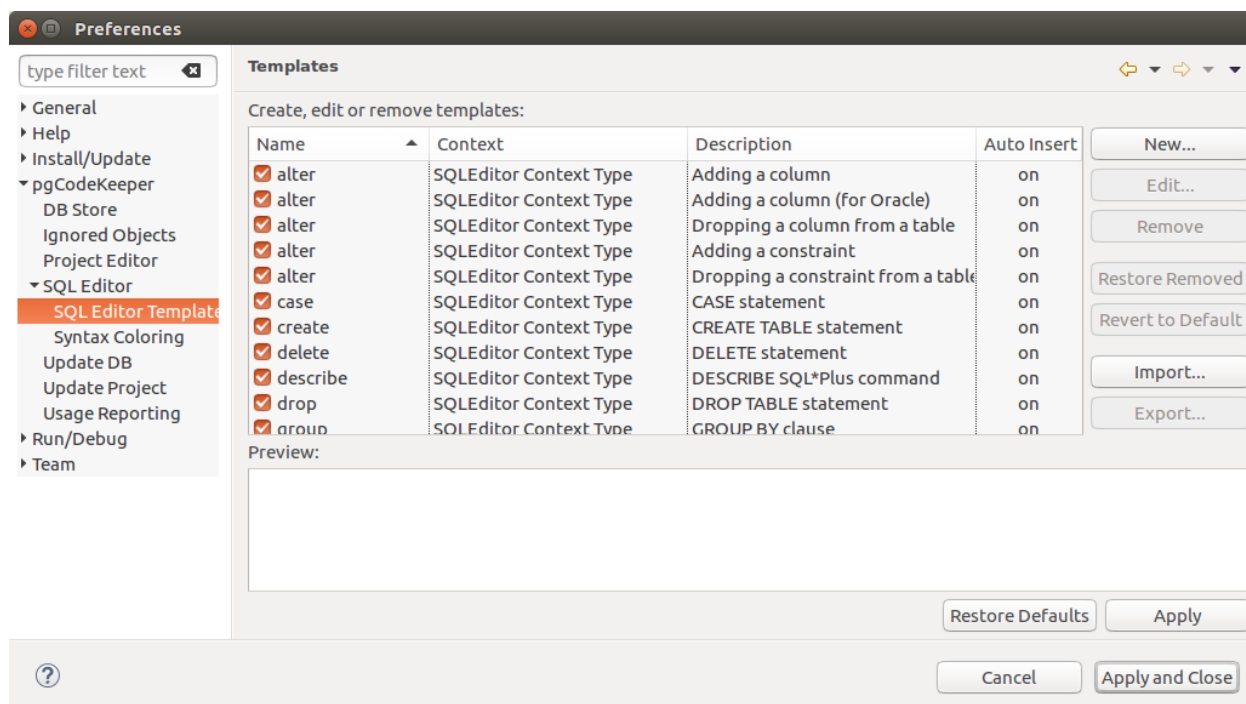 Preferences
type filter text
General
Help
Install/Update
pgCodeKeeper
DB Store
Ignored Objects
Project Editor
SQL Editor
SQL Editor Template
Syntax Coloring
Update DB
Update Project
Usage Reporting
Run/Debug
Team
Templates
Create, edit or remove templates:
Name Context Description Auto Insert
alter SQLEditor Context Type Adding a column on
alter SQLEditor Context Type Adding a column (for Oracle) on
alter SQLEditor Context Type Dropping a column from a table on
alter SQLEditor Context Type Adding a constraint on
alter SQLEditor Context Type Dropping a constraint from a table on
case SQLEditor Context Type CASE statement on
create SQLEditor Context Type CREATE TABLE statement on
delete SQLEditor Context Type DELETE statement on
describe SQLEditor Context Type DESCRIBE SQL*Plus command on
drop SQLEditor Context Type DROP TABLE statement on
group SQLEditor Context Type GROUP BY clause on
New...
Edit...
Remove
Restore Removed
Revert to Default
Import...
Export...
Preview:
Restore Defaults Apply
Cancel Apply and Close